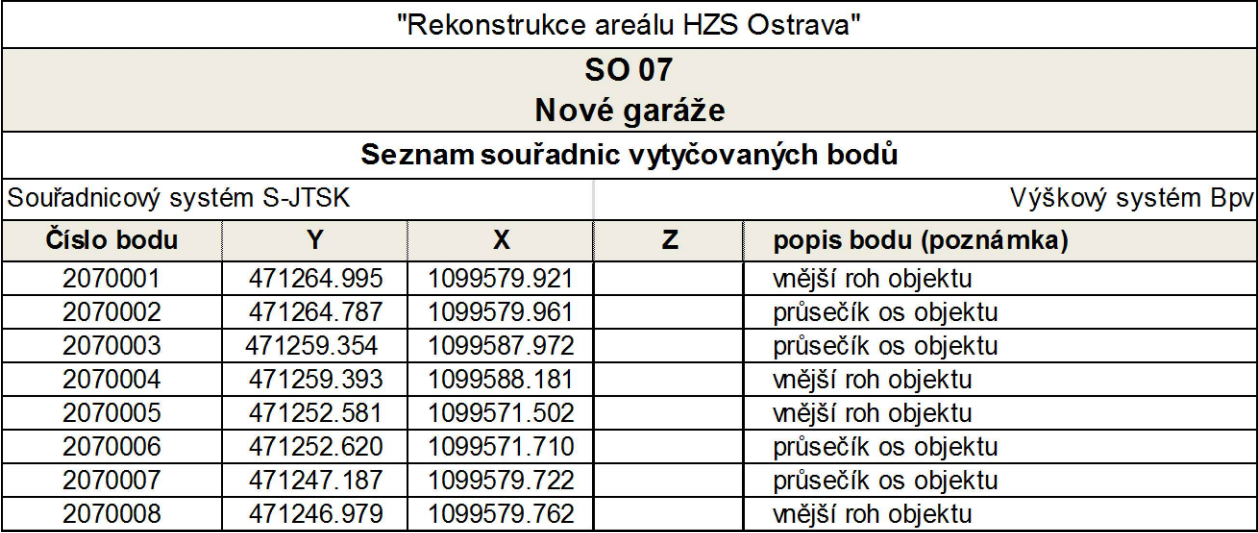 "Rekonstrukce areálu HZS Ostrava"
SO 07
Nové garáže
Seznam souřadnic vytyčovaných bodů
Souřadnicový systém S-JTSK Výškový systém Bpv
Číslo bodu Y X Z popis bodu (poznámka)
2070001 471264.995 1099579.921 vnější roh objektu
2070002 471264.787 1099579.961 průsečík os objektu
2070003 471259.354 1099587.972 průsečík os objektu
2070004 471259.393 1099588.181 vnější roh objektu
2070005 471252.581 1099571.502 vnější roh objektu
2070006 471252.620 1099571.710 průsečík os objektu
2070007 471247.187 1099579.722 průsečík os objektu
2070008 471246.979 1099579.762 vnější roh objektu